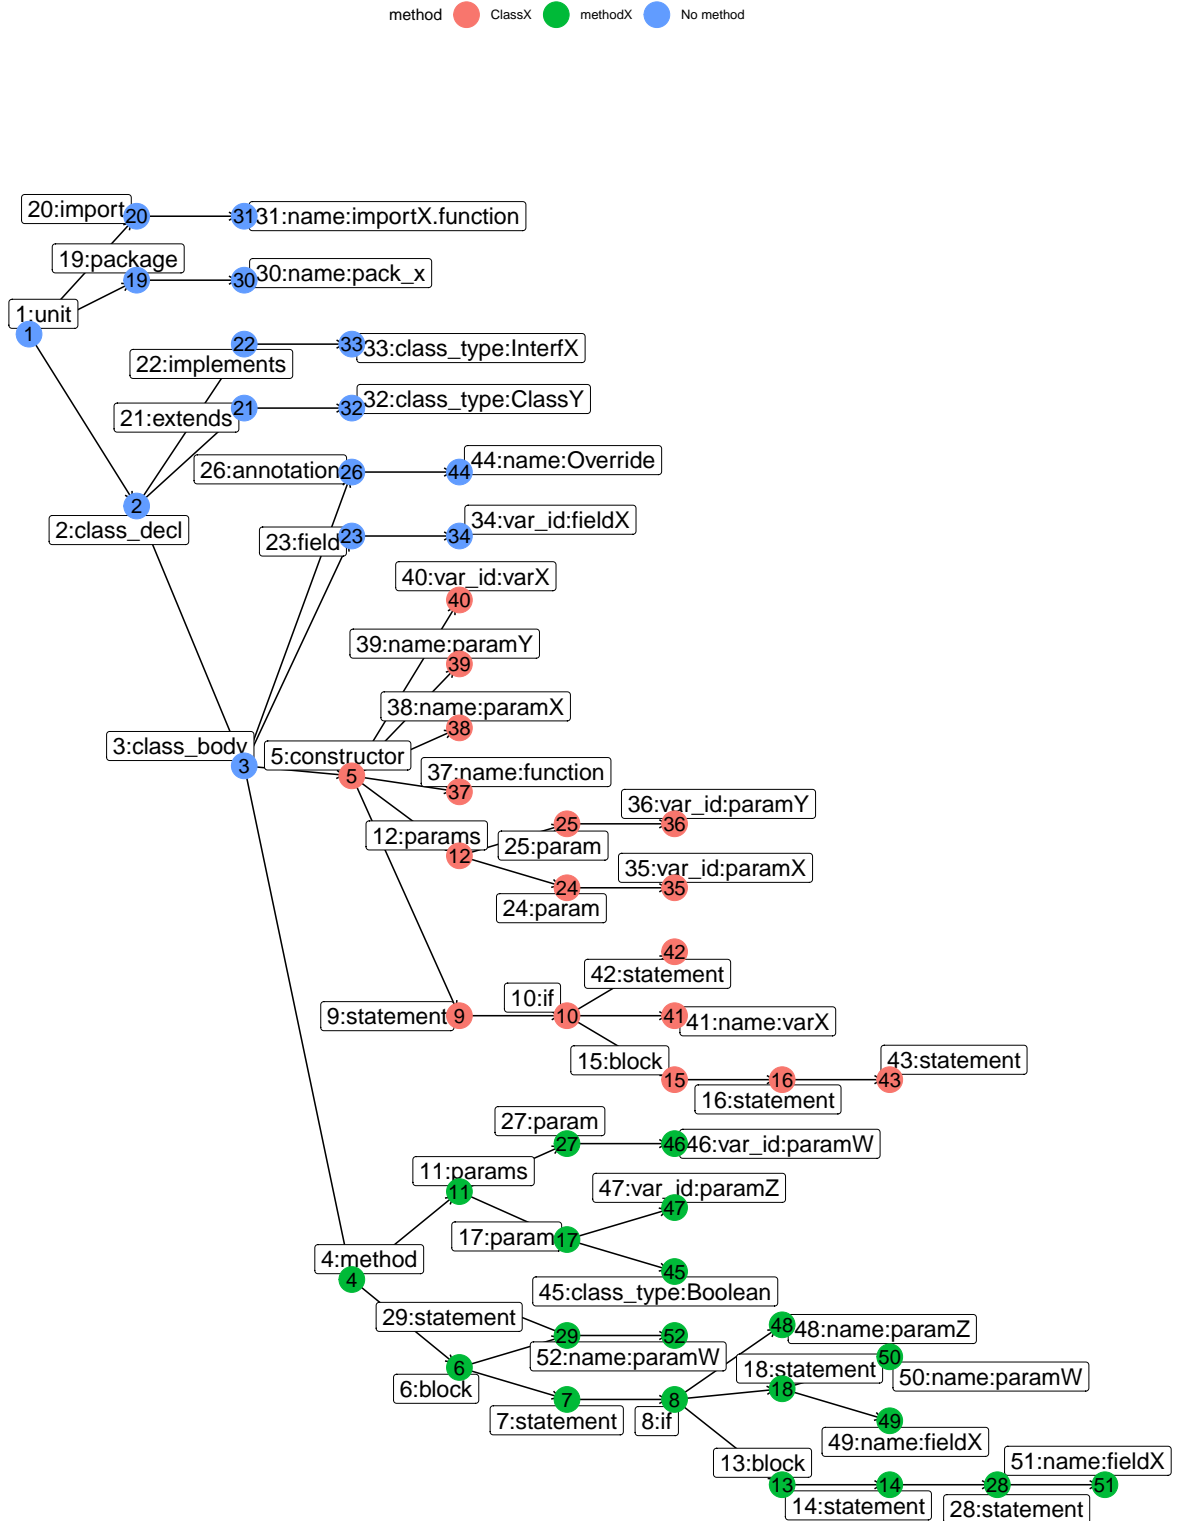 method ClassX methodX No method
20:import 20 31 31:name:importX.function
19:package 19 30 30:name:pack_x
1:unit 1
22 33 33:class_type:InterfX
22:implements
21:extends 21 32 32:class_type:ClassY
26:annotation 26 44 44:name:Override
2
2:class_decl
23:field 23 34 34:var_id:fieldX
40:var_id:varX
40
39:name:paramY
39
38:name:paramX
38
3:class_body 3
5:constructor 5
37:name:function
37
36:var_id:paramY
12:params 12 25 36
25:param
35:var_id:paramX
24 35
24:param
42
42:statement
10:if
9:statement 9 10 41 41:name:varX
15:block 15 16 43
43:statement
16:statement
27:param
27 46 46:var_id:paramW
11:params
11
47:var_id:paramZ
47
17:param 17
4:method
4
45
45:class_type:Boolean
29:statement 29 52
52:name:paramW
48 48:name:paramZ
6
6:block
50
50:name:paramW
18:statement
18
7 8
7:statement 8:if
49
49:name:fieldX
13:block
51:name:fieldX
13 14 28 51
14:statement 28:statement